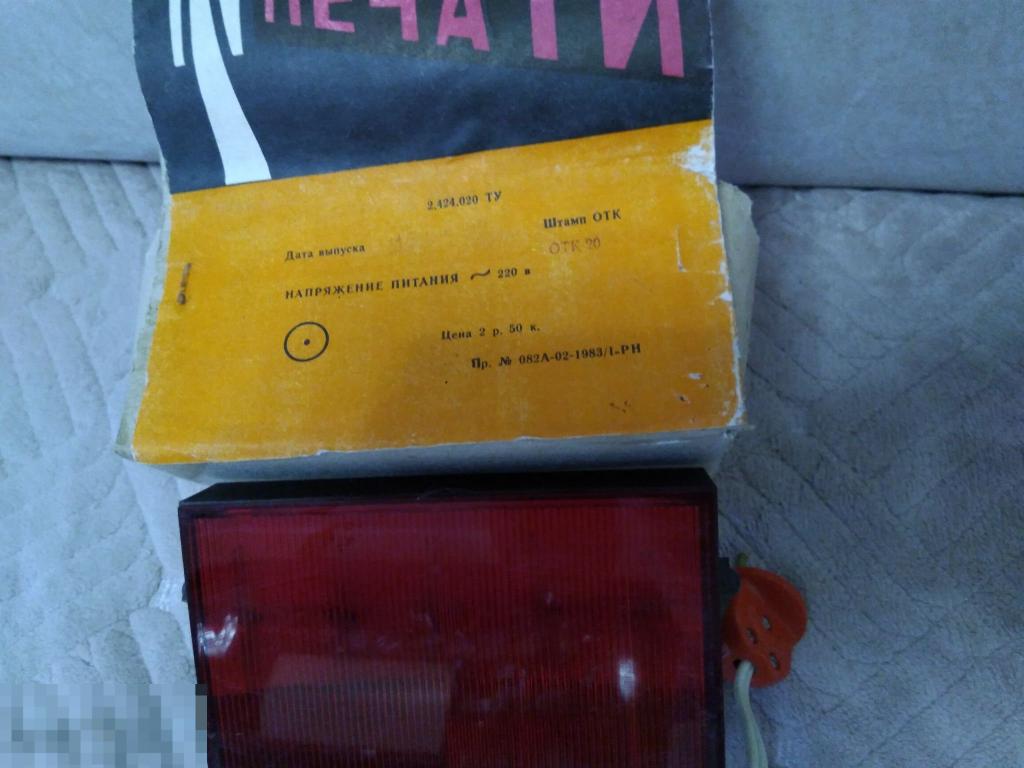 ПЕЧАТИ
2.424.020 ТУ
Штамп ОТК
Дата выпуска
ОТК 20
НАПРЯЖЕНИЕ ПИТАНИЯ ~ 220 в
Цена 2 р. 50 к.
Пр. № 082А-02-1983/1-РН